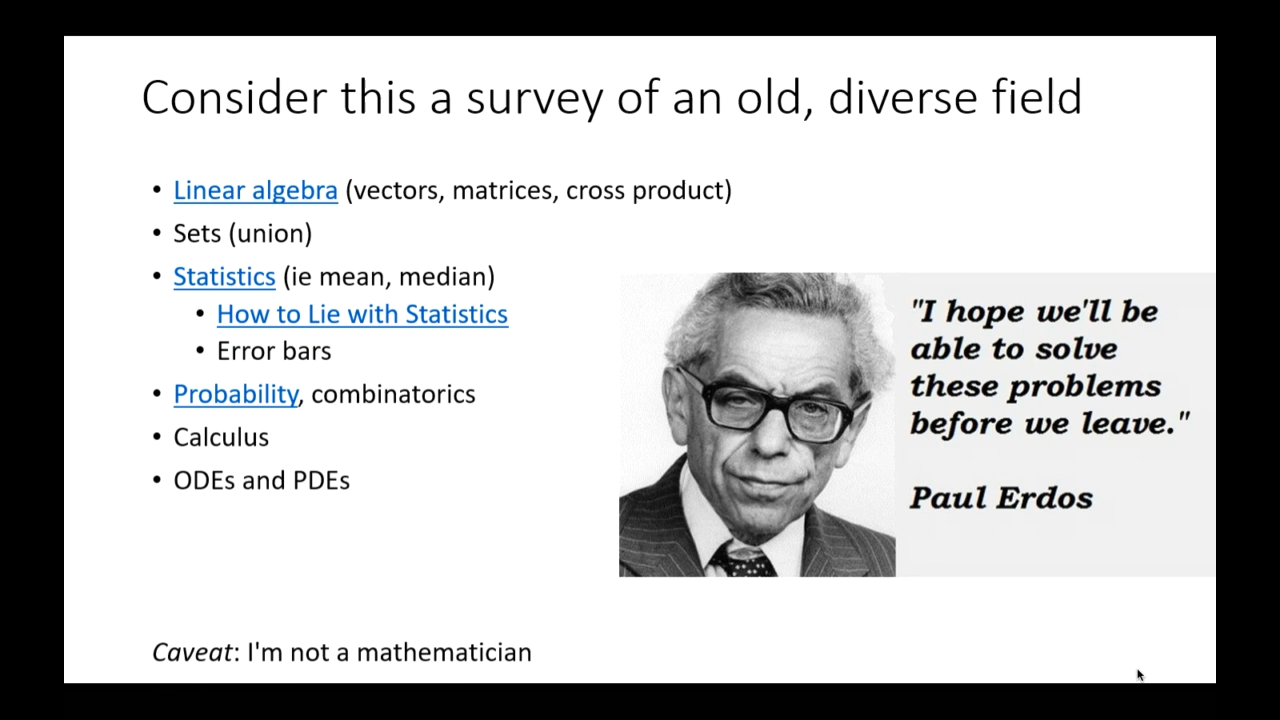 Consider this a survey of an old, diverse field
• Linear algebra (vectors, matrices, cross product)
• Sets (union)
• Statistics (ie mean, median)
• How to Lie with Statistics
• Error bars
• Probability, combinatorics
• Calculus
• ODEs and PDEs
"I hope we'll be
able to solve
these problems
before we leave."
Paul Erdos
Caveat: I'm not a mathematician